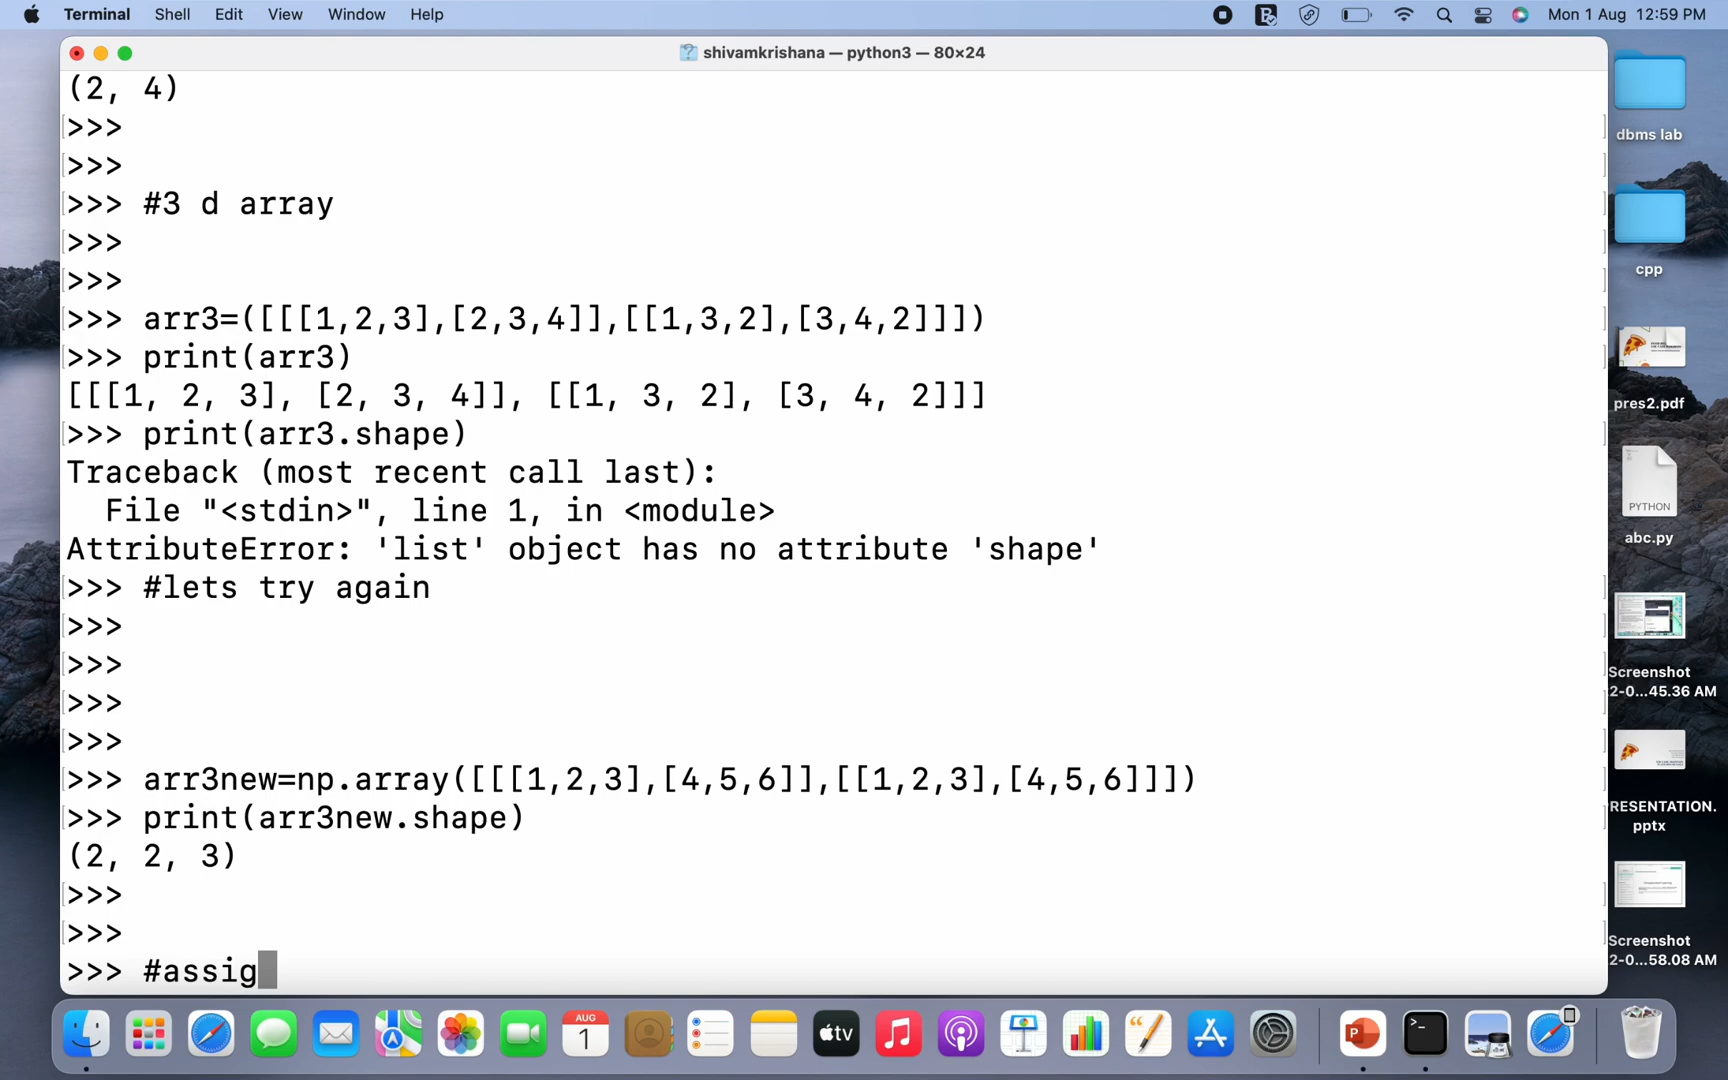 Terminal Shell Edit View Window Help Mon 1 Aug 12:59 PM
shivamkrishana — python3 — 80×24
(2, 4)
>>>
>>>
>>> #3 d array
>>>
>>>
>>> arr3=([[[1,2,3],[2,3,4]],[[1,3,2],[3,4,2]]])
>>> print(arr3)
[[[1, 2, 3], [2, 3, 4]], [[1, 3, 2], [3, 4, 2]]]
>>> print(arr3.shape)
Traceback (most recent call last):
  File "<stdin>", line 1, in <module>
AttributeError: 'list' object has no attribute 'shape'
>>> #lets try again
>>>
>>>
>>>
>>>
>>> arr3new=np.array([[[1,2,3],[4,5,6]],[[1,2,3],[4,5,6]]])
>>> print(arr3new.shape)
(2, 2, 3)
>>>
>>>
>>> #assig
dbms lab
cpp
pres2.pdf
PYTHON
abc.py
Screenshot
2-0...45.36 AM
RESENTATION.
pptx
Screenshot
2-0...58.08 AM
AUG
1
tv
P
>_